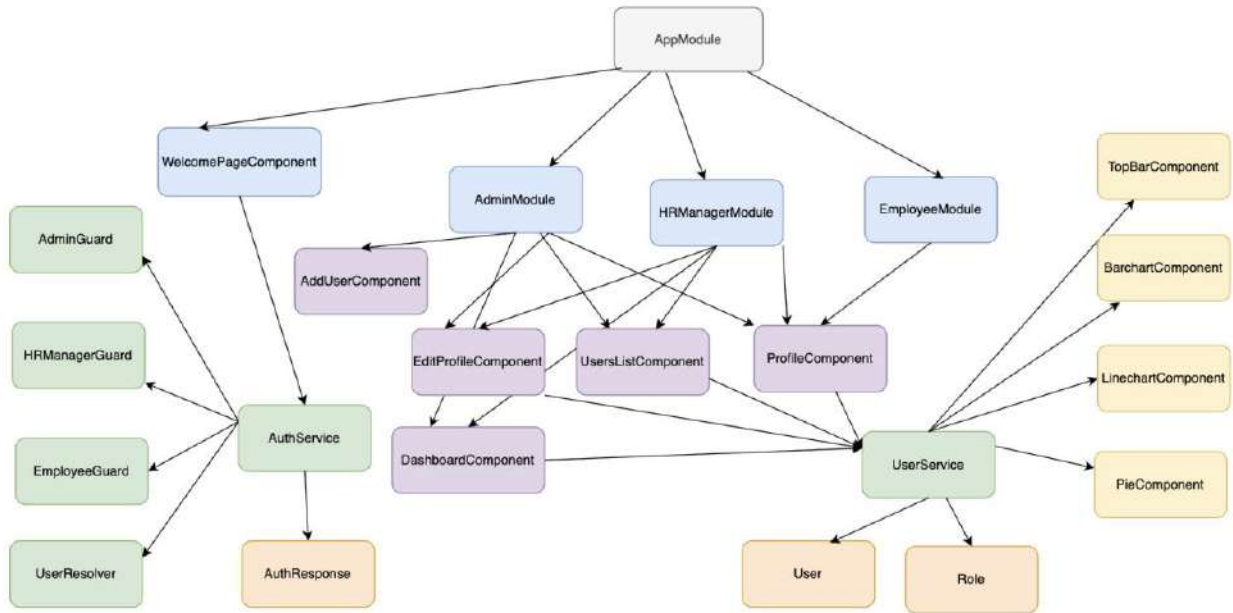 AppModule
WelcomePageComponent
TopBarComponent
AdminModule
HRManagerModule
EmployeeModule
AdminGuard
BarchartComponent
AddUserComponent
HRManagerGuard
EditProfileComponent
UsersListComponent
ProfileComponent
LinechartComponent
AuthService
DashboardComponent
UserService
EmployeeGuard
PieComponent
UserResolver
AuthResponse
User
Role